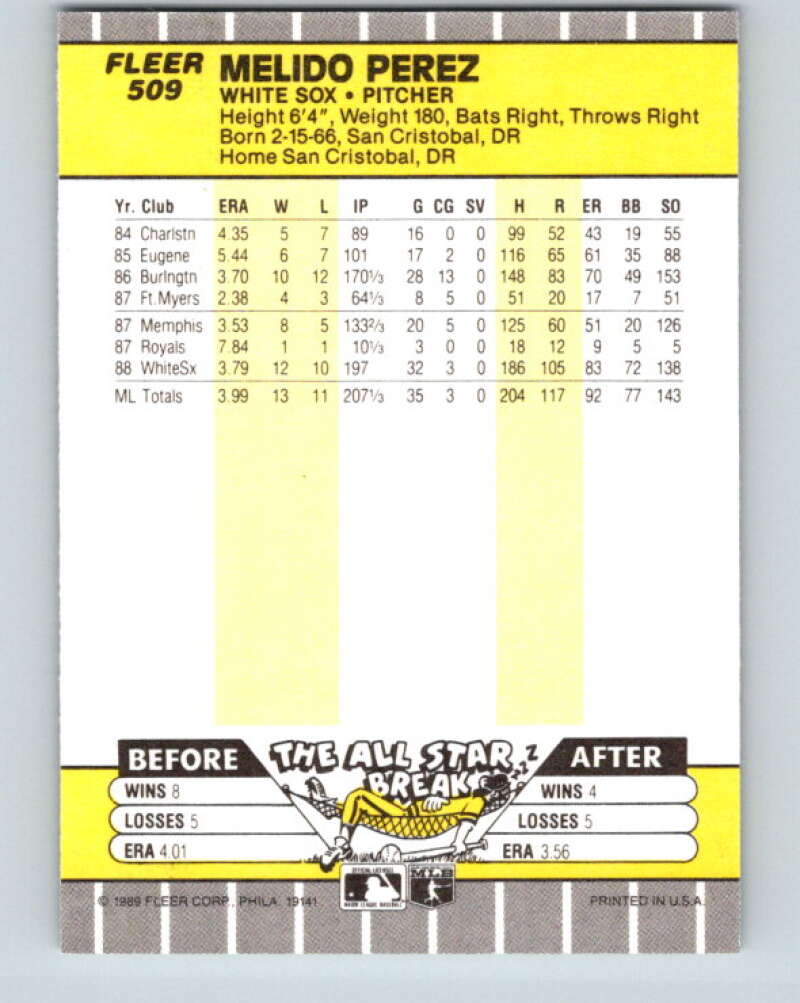 FLEER MELIDO PEREZ
509 WHITE SOX • PITCHER
Height 6'4", Weight 180, Bats Right, Throws Right
Born 2-15-66, San Cristobal, DR
Home San Cristobal, DR
Yr. Club ERA W L IP G CG SV H R ER BB SO
84 Charlstn 4.35 5 7 89 16 0 0 99 52 43 19 55
85 Eugene 5.44 6 7 101 17 2 0 116 65 61 35 88
86 Burlngtn 3.70 10 12 170⅓ 28 13 0 148 83 70 49 153
87 Ft.Myers 2.38 4 3 64⅓ 8 5 0 51 20 17 7 51
87 Memphis 3.53 8 5 133⅔ 20 5 0 125 60 51 20 126
87 Royals 7.84 1 1 10⅓ 3 0 0 18 12 9 5 5
88 WhiteSx 3.79 12 10 197 32 3 0 186 105 83 72 138
ML Totals 3.99 13 11 207⅓ 35 3 0 204 117 92 77 143
BEFORE THE ALL STAR BREAK ZZZ AFTER
WINS 8 WINS 4
LOSSES 5 LOSSES 5
ERA 4.01 ERA 3.56
OFFICIAL LICENSEE
MAJOR LEAGUE BASEBALL
MLB
© 1989 FLEER CORP., PHILA. 19141 PRINTED IN U.S.A.